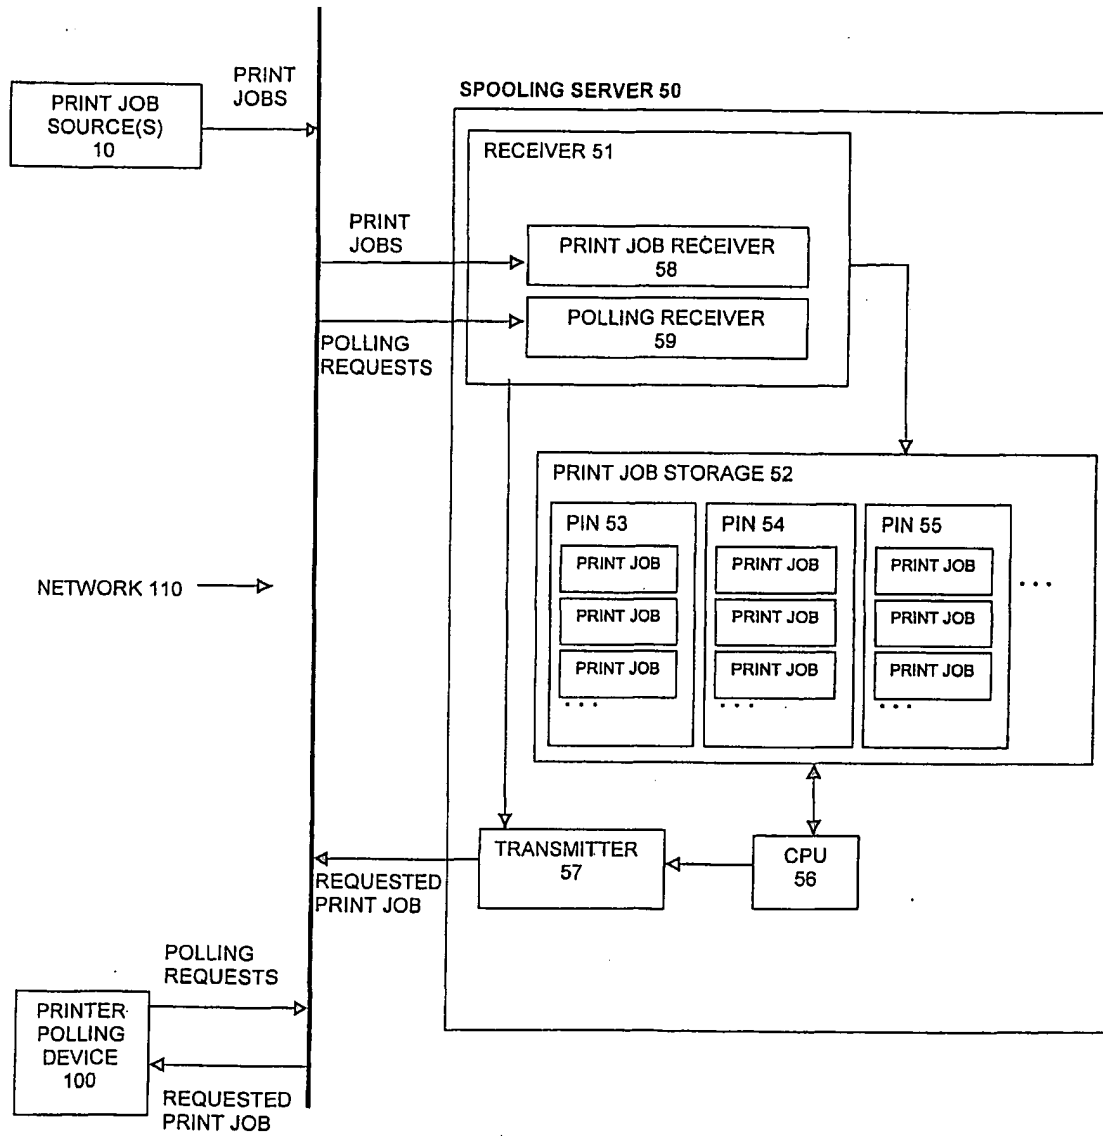 PRINT
JOBS
PRINT JOB
SOURCE(S)
10
SPOOLING SERVER 50
RECEIVER 51
PRINT
JOBS
PRINT JOB RECEIVER
58
POLLING RECEIVER
59
POLLING
REQUESTS
PRINT JOB STORAGE 52
PIN 53
PRINT JOB
PRINT JOB
PRINT JOB
...
PIN 54
PRINT JOB
PRINT JOB
PRINT JOB
...
PIN 55
PRINT JOB
PRINT JOB
PRINT JOB
...
...
NETWORK 110
TRANSMITTER
57
CPU
56
REQUESTED
PRINT JOB
POLLING
REQUESTS
PRINTER
POLLING
DEVICE
100
REQUESTED
PRINT JOB